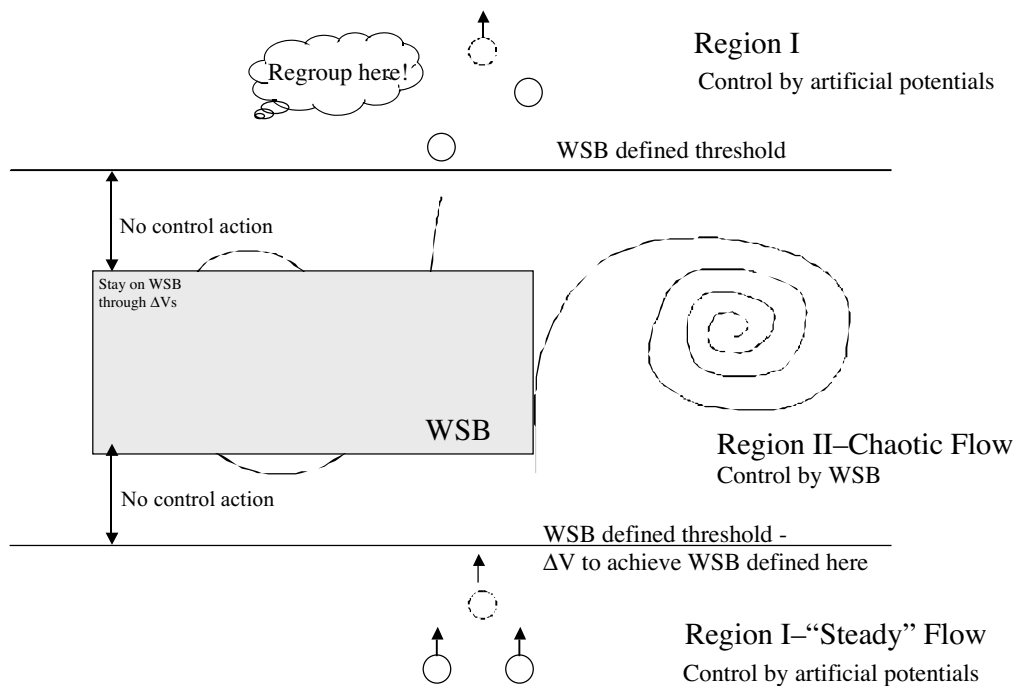 Region I
Regroup here!
Control by artificial potentials
WSB defined threshold
No control action
Stay on WSB
through ΔVs
WSB
Region II–Chaotic Flow
Control by WSB
No control action
WSB defined threshold -
ΔV to achieve WSB defined here
Region I–“Steady” Flow
Control by artificial potentials